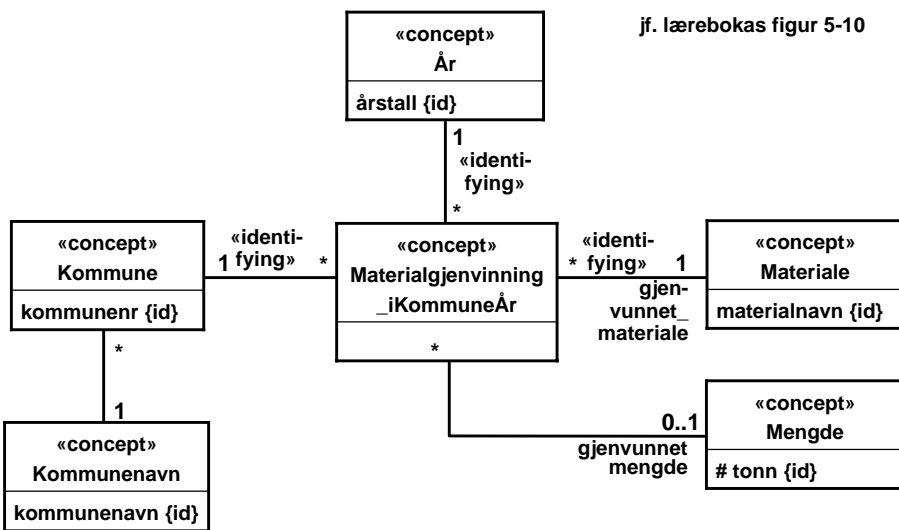 jf. lærebokas figur 5-10
«concept»
År
årstall {id}
1
«identi-
fying»
*
«concept»
Kommune
kommunenr {id}
1
«identi-
fying»
*
«concept»
Materialgjenvinning
_iKommuneÅr
*
«identi-
fying»
*
1
gjen-
vunnet_
materiale
«concept»
Materiale
materialnavn {id}
*
1
«concept»
Kommunenavn
kommunenavn {id}
0..1
gjenvunnet
mengde
«concept»
Mengde
# tonn {id}